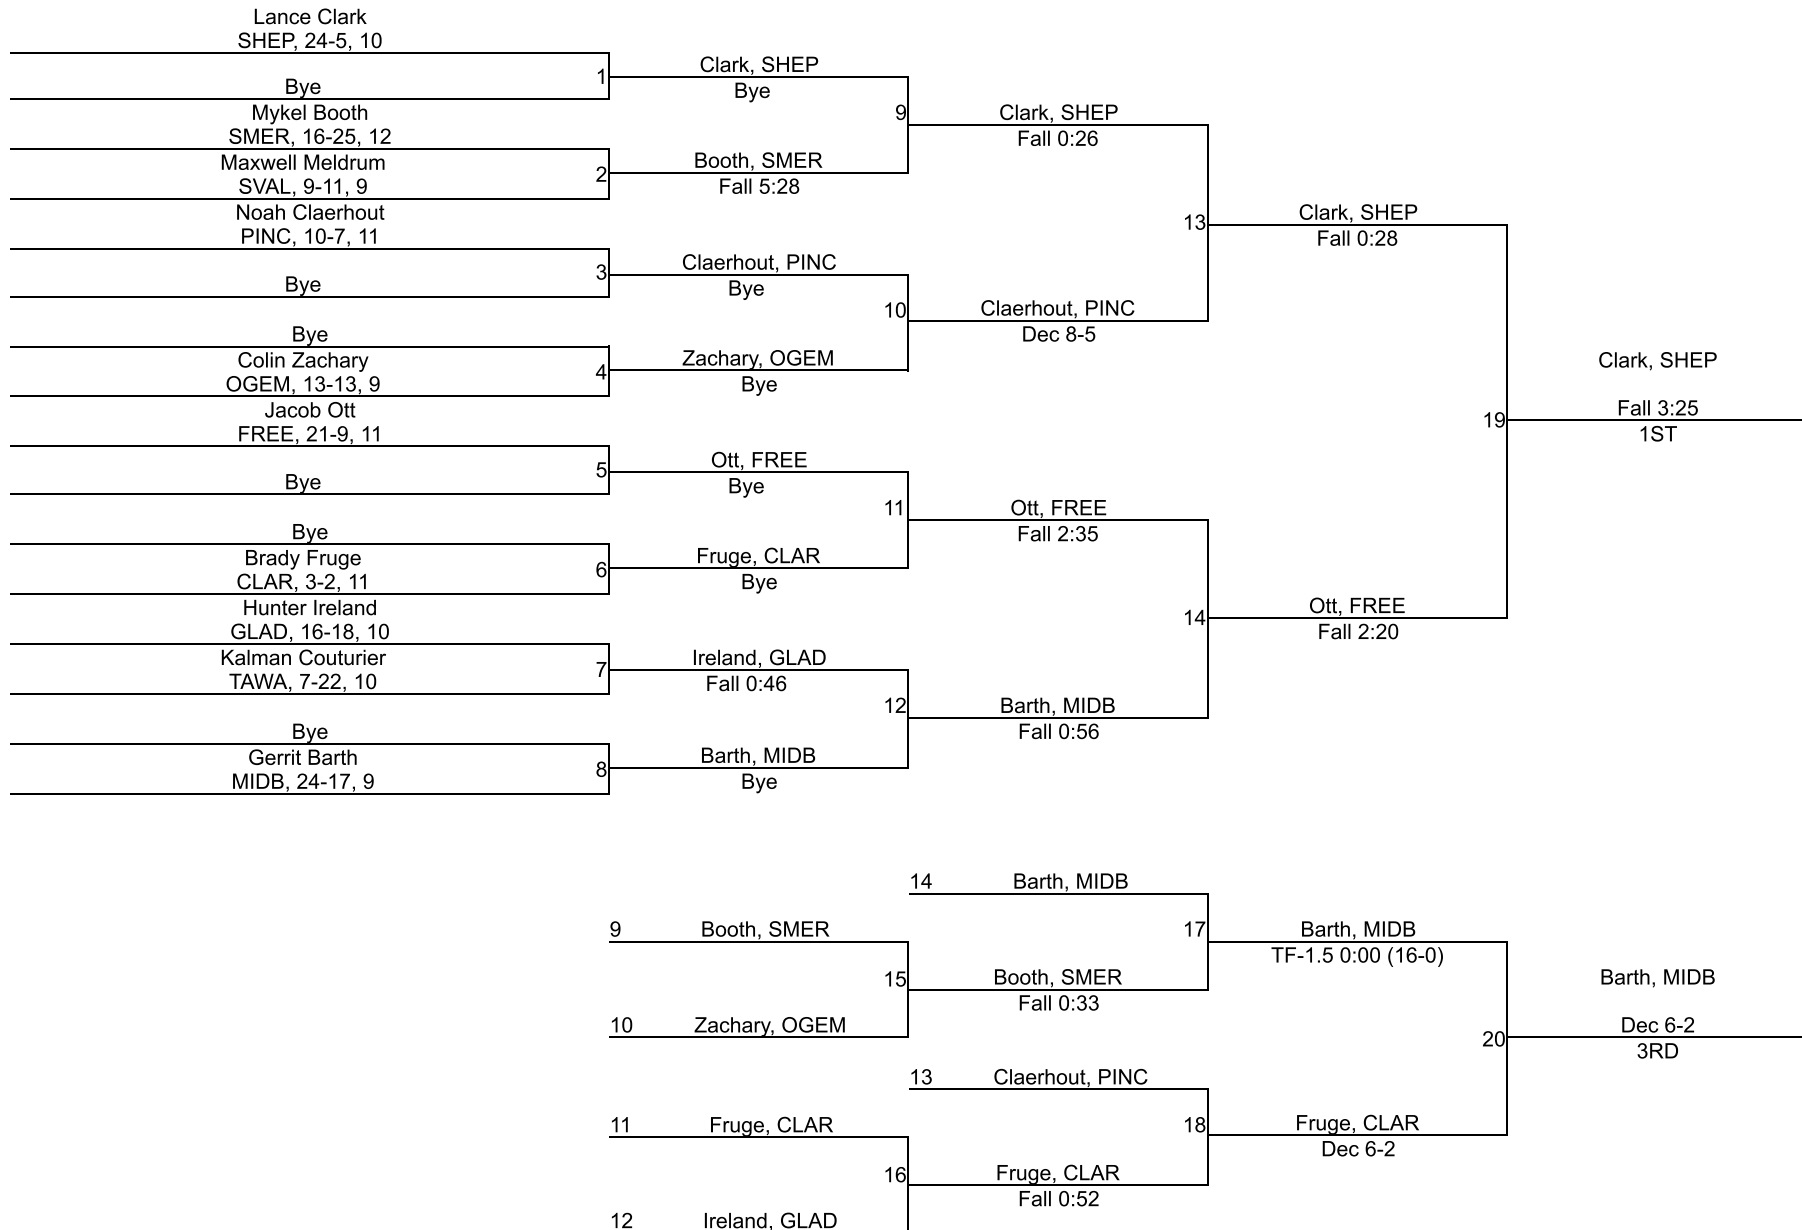 Lance Clark
SHEP, 24-5, 10
Bye
Mykel Booth
SMER, 16-25, 12
Maxwell Meldrum
SVAL, 9-11, 9
Noah Claerhout
PINC, 10-7, 11
Bye
Bye
Colin Zachary
OGEM, 13-13, 9
Jacob Ott
FREE, 21-9, 11
Bye
Bye
Brady Fruge
CLAR, 3-2, 11
Hunter Ireland
GLAD, 16-18, 10
Kalman Couturier
TAWA, 7-22, 10
Bye
Gerrit Barth
MIDB, 24-17, 9
1
Clark, SHEP
Bye
2
Booth, SMER
Fall 5:28
3
Claerhout, PINC
Bye
4
Zachary, OGEM
Bye
5
Ott, FREE
Bye
6
Fruge, CLAR
Bye
7
Ireland, GLAD
Fall 0:46
8
Barth, MIDB
Bye
9
Clark, SHEP
Fall 0:26
10
Claerhout, PINC
Dec 8-5
11
Ott, FREE
Fall 2:35
12
Barth, MIDB
Fall 0:56
13
Clark, SHEP
Fall 0:28
14
Ott, FREE
Fall 2:20
19
Clark, SHEP
Fall 3:25
1ST
9 Booth, SMER
10 Zachary, OGEM
11 Fruge, CLAR
12 Ireland, GLAD
14 Barth, MIDB
15
Booth, SMER
Fall 0:33
13 Claerhout, PINC
16
Fruge, CLAR
Fall 0:52
17
Barth, MIDB
TF-1.5 0:00 (16-0)
18
Fruge, CLAR
Dec 6-2
20
Barth, MIDB
Dec 6-2
3RD